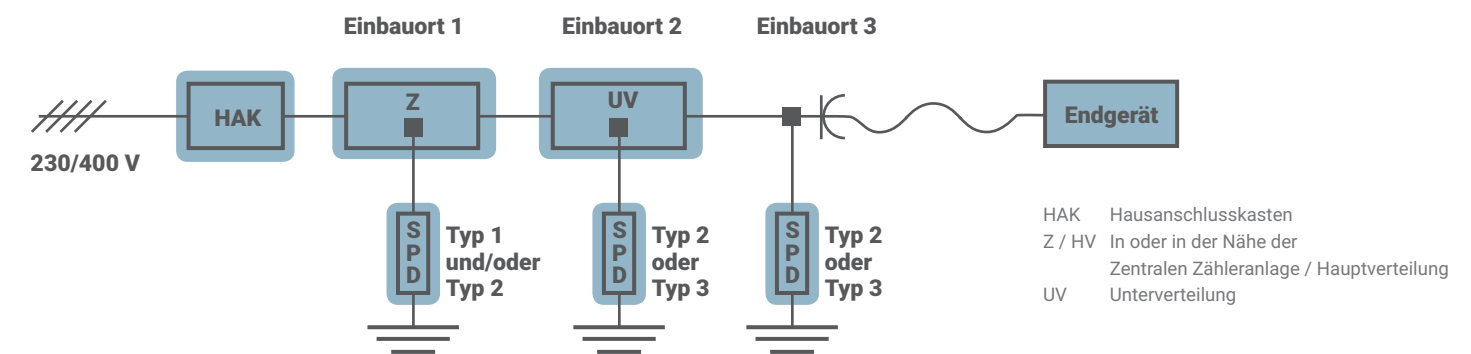 Einbauort 1
Einbauort 2
Einbauort 3
HAK
Z
UV
Endgerät
230/400 V
S
P
D
Typ 1
und/oder
Typ 2
S
P
D
Typ 2
oder
Typ 3
S
P
D
Typ 2
oder
Typ 3
HAK Hausanschlusskasten
Z / HV In oder in der Nähe der
Zentralen Zähleranlage / Hauptverteilung
UV Unterverteilung